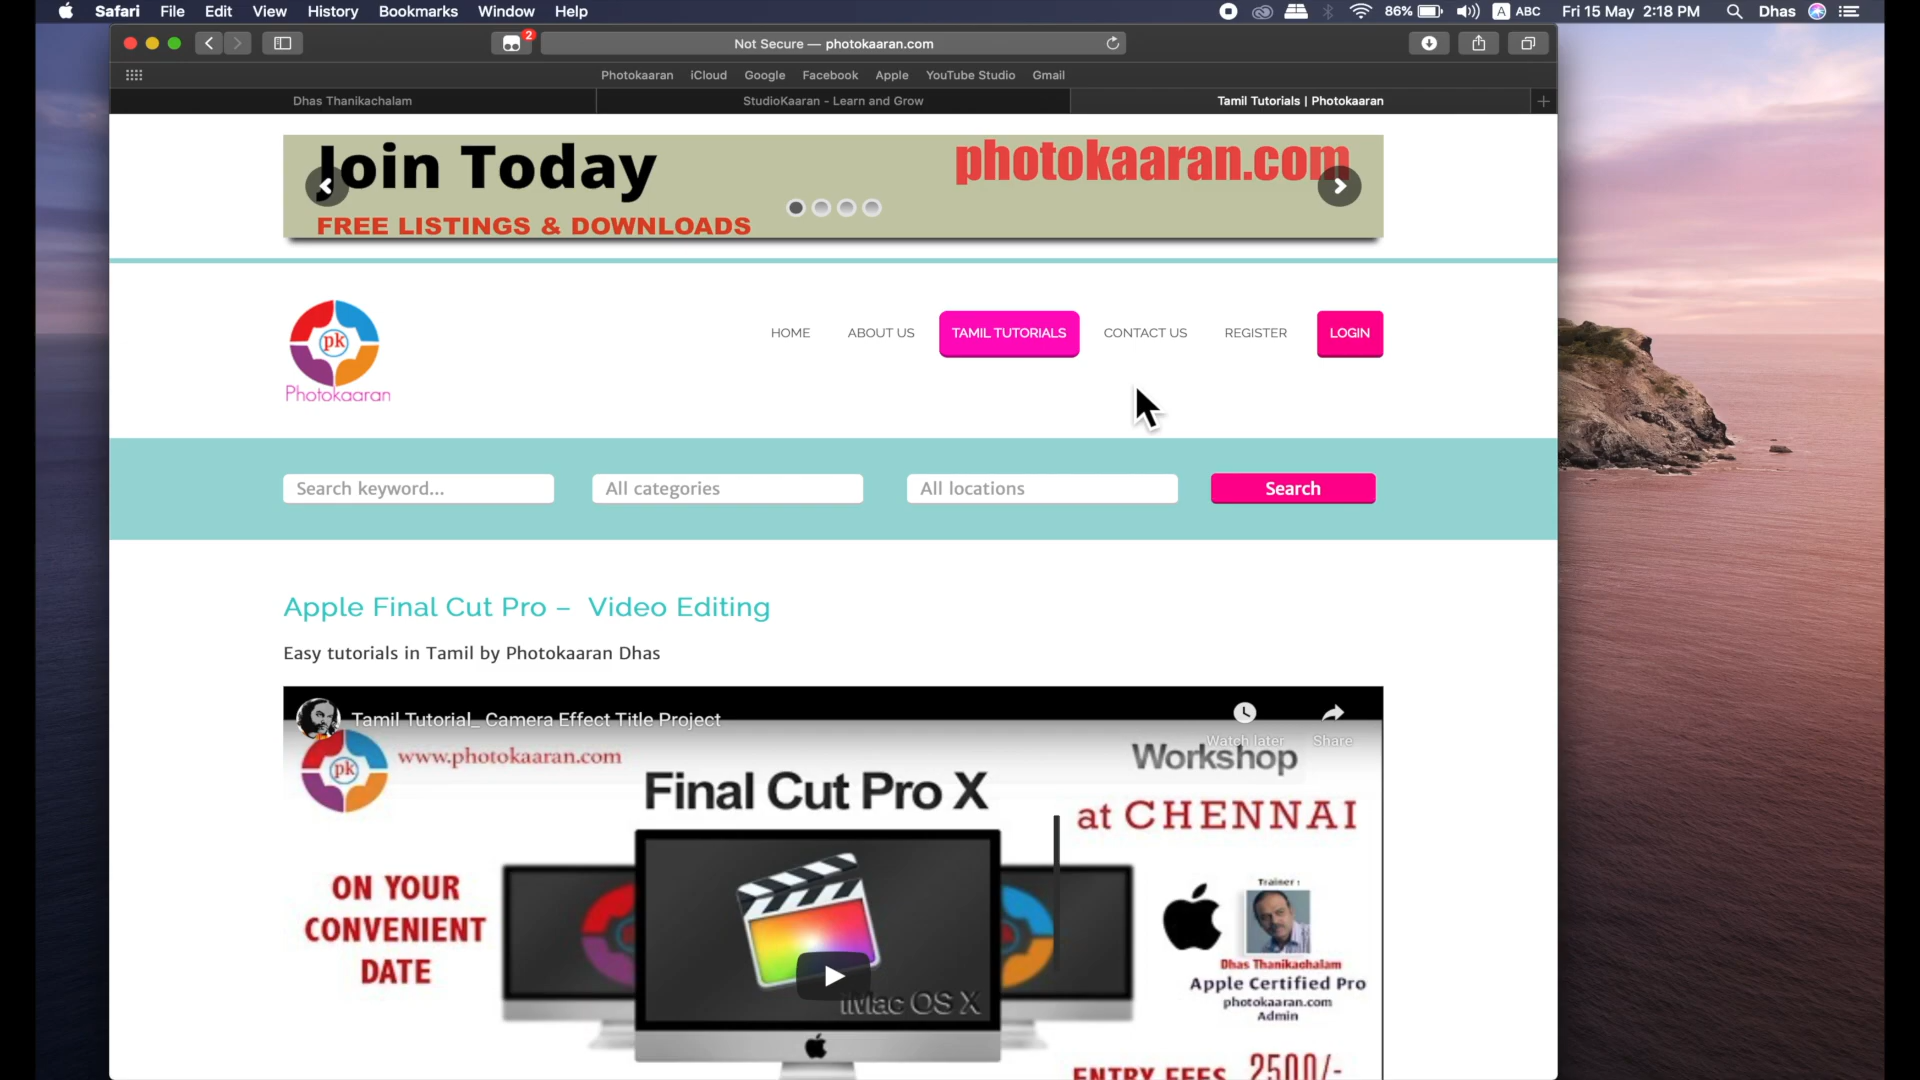 Safari File Edit View History Bookmarks Window Help 86% A ABC Fri 15 May 2:18 PM Dhas
2 Not Secure — photokaaran.com
Photokaaran iCloud Google Facebook Apple YouTube Studio Gmail
Dhas Thanikachalam StudioKaaran - Learn and Grow Tamil Tutorials | Photokaaran
Join Today photokaaran.com
FREE LISTINGS & DOWNLOADS
pk
Photokaaran
HOME ABOUT US TAMIL TUTORIALS CONTACT US REGISTER LOGIN
Search keyword... All categories All locations Search
Apple Final Cut Pro – Video Editing
Easy tutorials in Tamil by Photokaaran Dhas
Tamil Tutorial_ Camera Effect Title Project
Watch later Share
pk www.photokaaran.com
Final Cut Pro X
Workshop
at CHENNAI
ON YOUR
CONVENIENT
DATE
iMac OS X
Trainer :
Dhas Thanikachalam
Apple Certified Pro
photokaaran.com
Admin
ENTRY FEES 2500/-